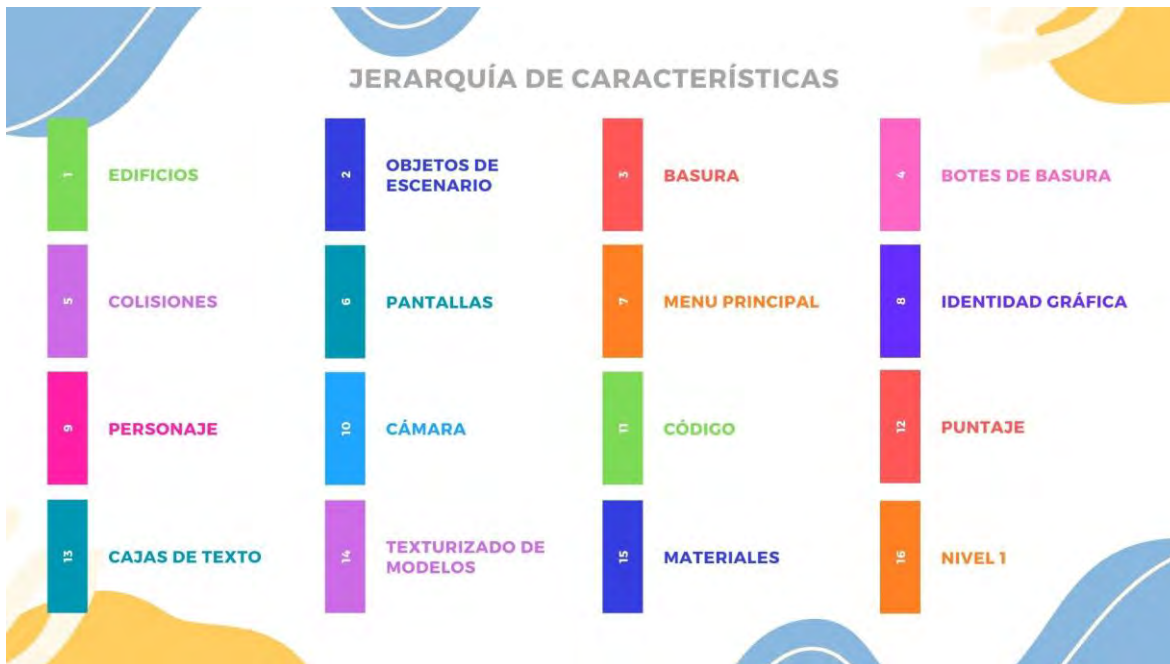 JERARQUÍA DE CARACTERÍSTICAS
1
EDIFICIOS
2
OBJETOS DE
ESCENARIO
3
BASURA
4
BOTES DE BASURA
5
COLISIONES
6
PANTALLAS
7
MENU PRINCIPAL
8
IDENTIDAD GRÁFICA
9
PERSONAJE
10
CÁMARA
11
CÓDIGO
12
PUNTAJE
13
CAJAS DE TEXTO
14
TEXTURIZADO DE
MODELOS
15
MATERIALES
16
NIVEL 1